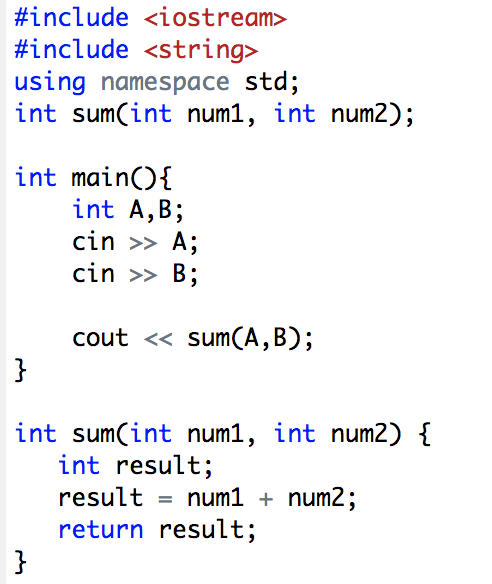 #include <iostream>
#include <string>
using namespace std;
int sum(int num1, int num2);

int main(){
    int A,B;
    cin >> A;
    cin >> B;

    cout << sum(A,B);
}

int sum(int num1, int num2) {
   int result;
   result = num1 + num2;
   return result;
}